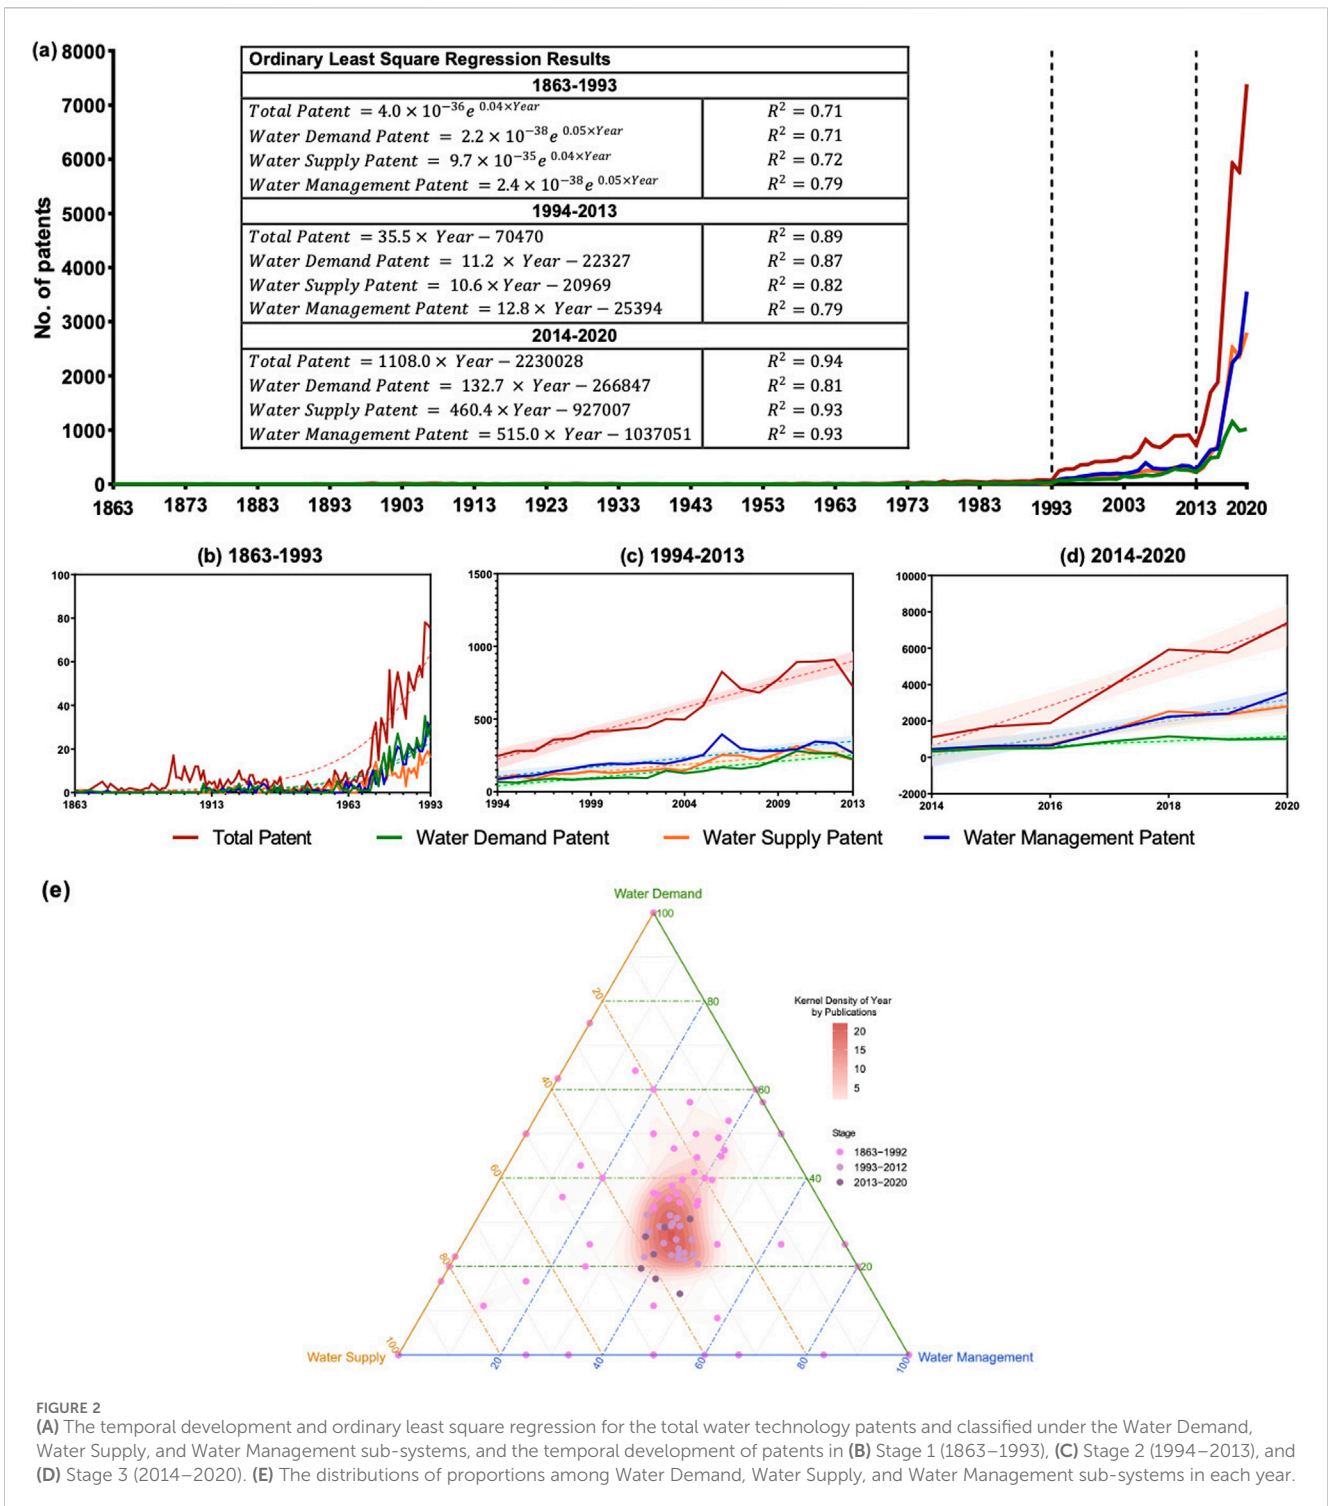 (a)
8000
7000
6000
5000
4000
3000
2000
1000
0
No. of patents
Ordinary Least Square Regression Results
1863-1993
Total Patent = 4.0 × 10^−36 e^0.04×Year R² = 0.71
Water Demand Patent = 2.2 × 10^−38 e^0.05×Year R² = 0.71
Water Supply Patent = 9.7 × 10^−35 e^0.04×Year R² = 0.72
Water Management Patent = 2.4 × 10^−38 e^0.05×Year R² = 0.79
1994-2013
Total Patent = 35.5 × Year − 70470 R² = 0.89
Water Demand Patent = 11.2 × Year − 22327 R² = 0.87
Water Supply Patent = 10.6 × Year − 20969 R² = 0.82
Water Management Patent = 12.8 × Year − 25394 R² = 0.79
2014-2020
Total Patent = 1108.0 × Year − 2230028 R² = 0.94
Water Demand Patent = 132.7 × Year − 266847 R² = 0.81
Water Supply Patent = 460.4 × Year − 927007 R² = 0.93
Water Management Patent = 515.0 × Year − 1037051 R² = 0.93
1863 1873 1883 1893 1903 1913 1923 1933 1943 1953 1963 1973 1983 1993 2003 2013 2020
(b) 1863-1993
100
80
60
40
20
0
1863 1913 1963 1993
(c) 1994-2013
1500
1000
500
0
1994 1999 2004 2009 2013
(d) 2014-2020
10000
8000
6000
4000
2000
0
-2000
2014 2016 2018 2020
Total Patent Water Demand Patent Water Supply Patent Water Management Patent
(e)
Water Demand
100
80
60
40
20
20
40
60
80
100
Water Supply
20
40
60
80
100
Water Management
Kernel Density of Year
by Publications
20
15
10
5
Stage
1863−1992
1993−2012
2013−2020
FIGURE 2
(A) The temporal development and ordinary least square regression for the total water technology patents and classified under the Water Demand,
Water Supply, and Water Management sub-systems, and the temporal development of patents in (B) Stage 1 (1863–1993), (C) Stage 2 (1994–2013), and
(D) Stage 3 (2014–2020). (E) The distributions of proportions among Water Demand, Water Supply, and Water Management sub-systems in each year.